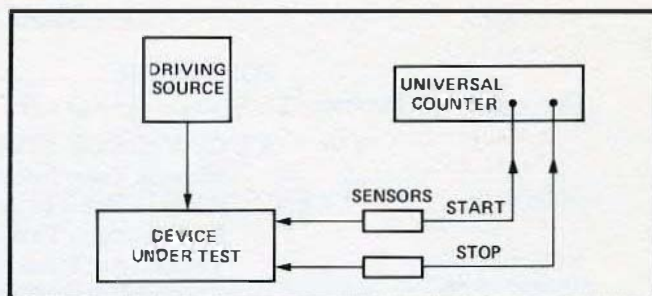 DRIVING
SOURCE
UNIVERSAL
COUNTER
SENSORS
START
DEVICE
UNDER TEST
STOP